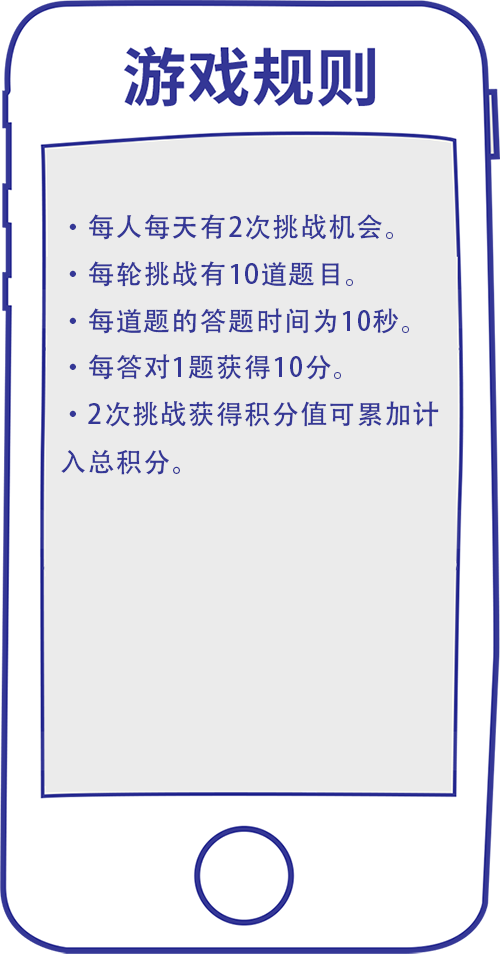 游戏规则
·每人每天有2次挑战机会。
·每轮挑战有10道题目。
·每道题的答题时间为10秒。
·每答对1题获得10分。
·2次挑战获得积分值可累加计
入总积分。